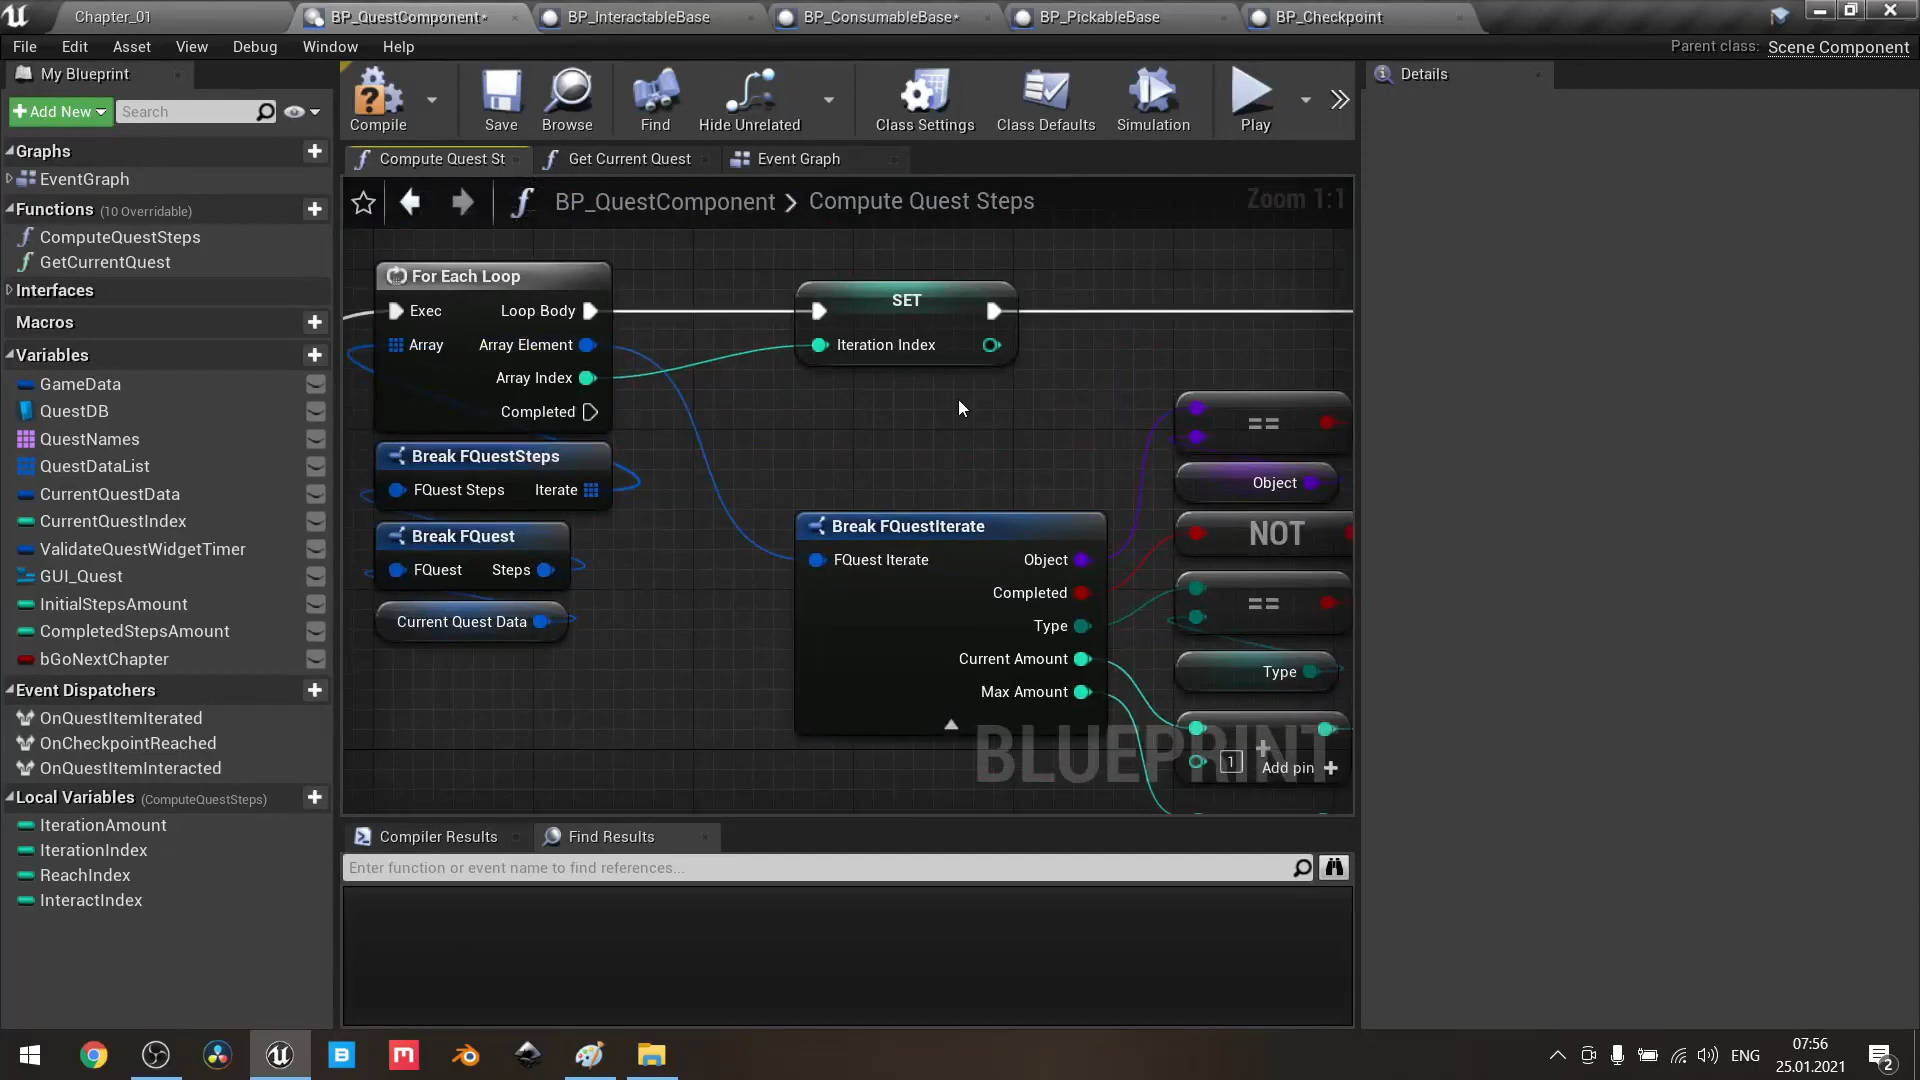 Chapter_01
BP_QuestComponent*
BP_InteractableBase
BP_ConsumableBase*
BP_PickableBase
BP_Checkpoint
File Edit Asset View Debug Window Help
Parent class: Scene Component
My Blueprint
Add New
Search
Compile
Save
Browse
Find
Hide Unrelated
Class Settings
Class Defaults
Simulation
Play
Details
Graphs
EventGraph
Functions (10 Overridable)
ComputeQuestSteps
GetCurrentQuest
Interfaces
Macros
Variables
GameData
QuestDB
QuestNames
QuestDataList
CurrentQuestData
CurrentQuestIndex
ValidateQuestWidgetTimer
GUI_Quest
InitialStepsAmount
CompletedStepsAmount
bGoNextChapter
Event Dispatchers
OnQuestItemIterated
OnCheckpointReached
OnQuestItemInteracted
Local Variables (ComputeQuestSteps)
IterationAmount
IterationIndex
ReachIndex
InteractIndex
Compute Quest St
Get Current Quest
Event Graph
BP_QuestComponent > Compute Quest Steps
Zoom 1:1
For Each Loop
Exec Loop Body
Array Array Element
Array Index
Completed
Break FQuestSteps
FQuest Steps Iterate
Break FQuest
FQuest Steps
Current Quest Data
SET
Iteration Index
Break FQuestIterate
FQuest Iterate Object
Completed
Type
Current Amount
Max Amount
==
Object
NOT
==
Type
+
1
Add pin +
BLUEPRINT
Compiler Results
Find Results
Enter function or event name to find references...
ENG
07:56
25.01.2021
2